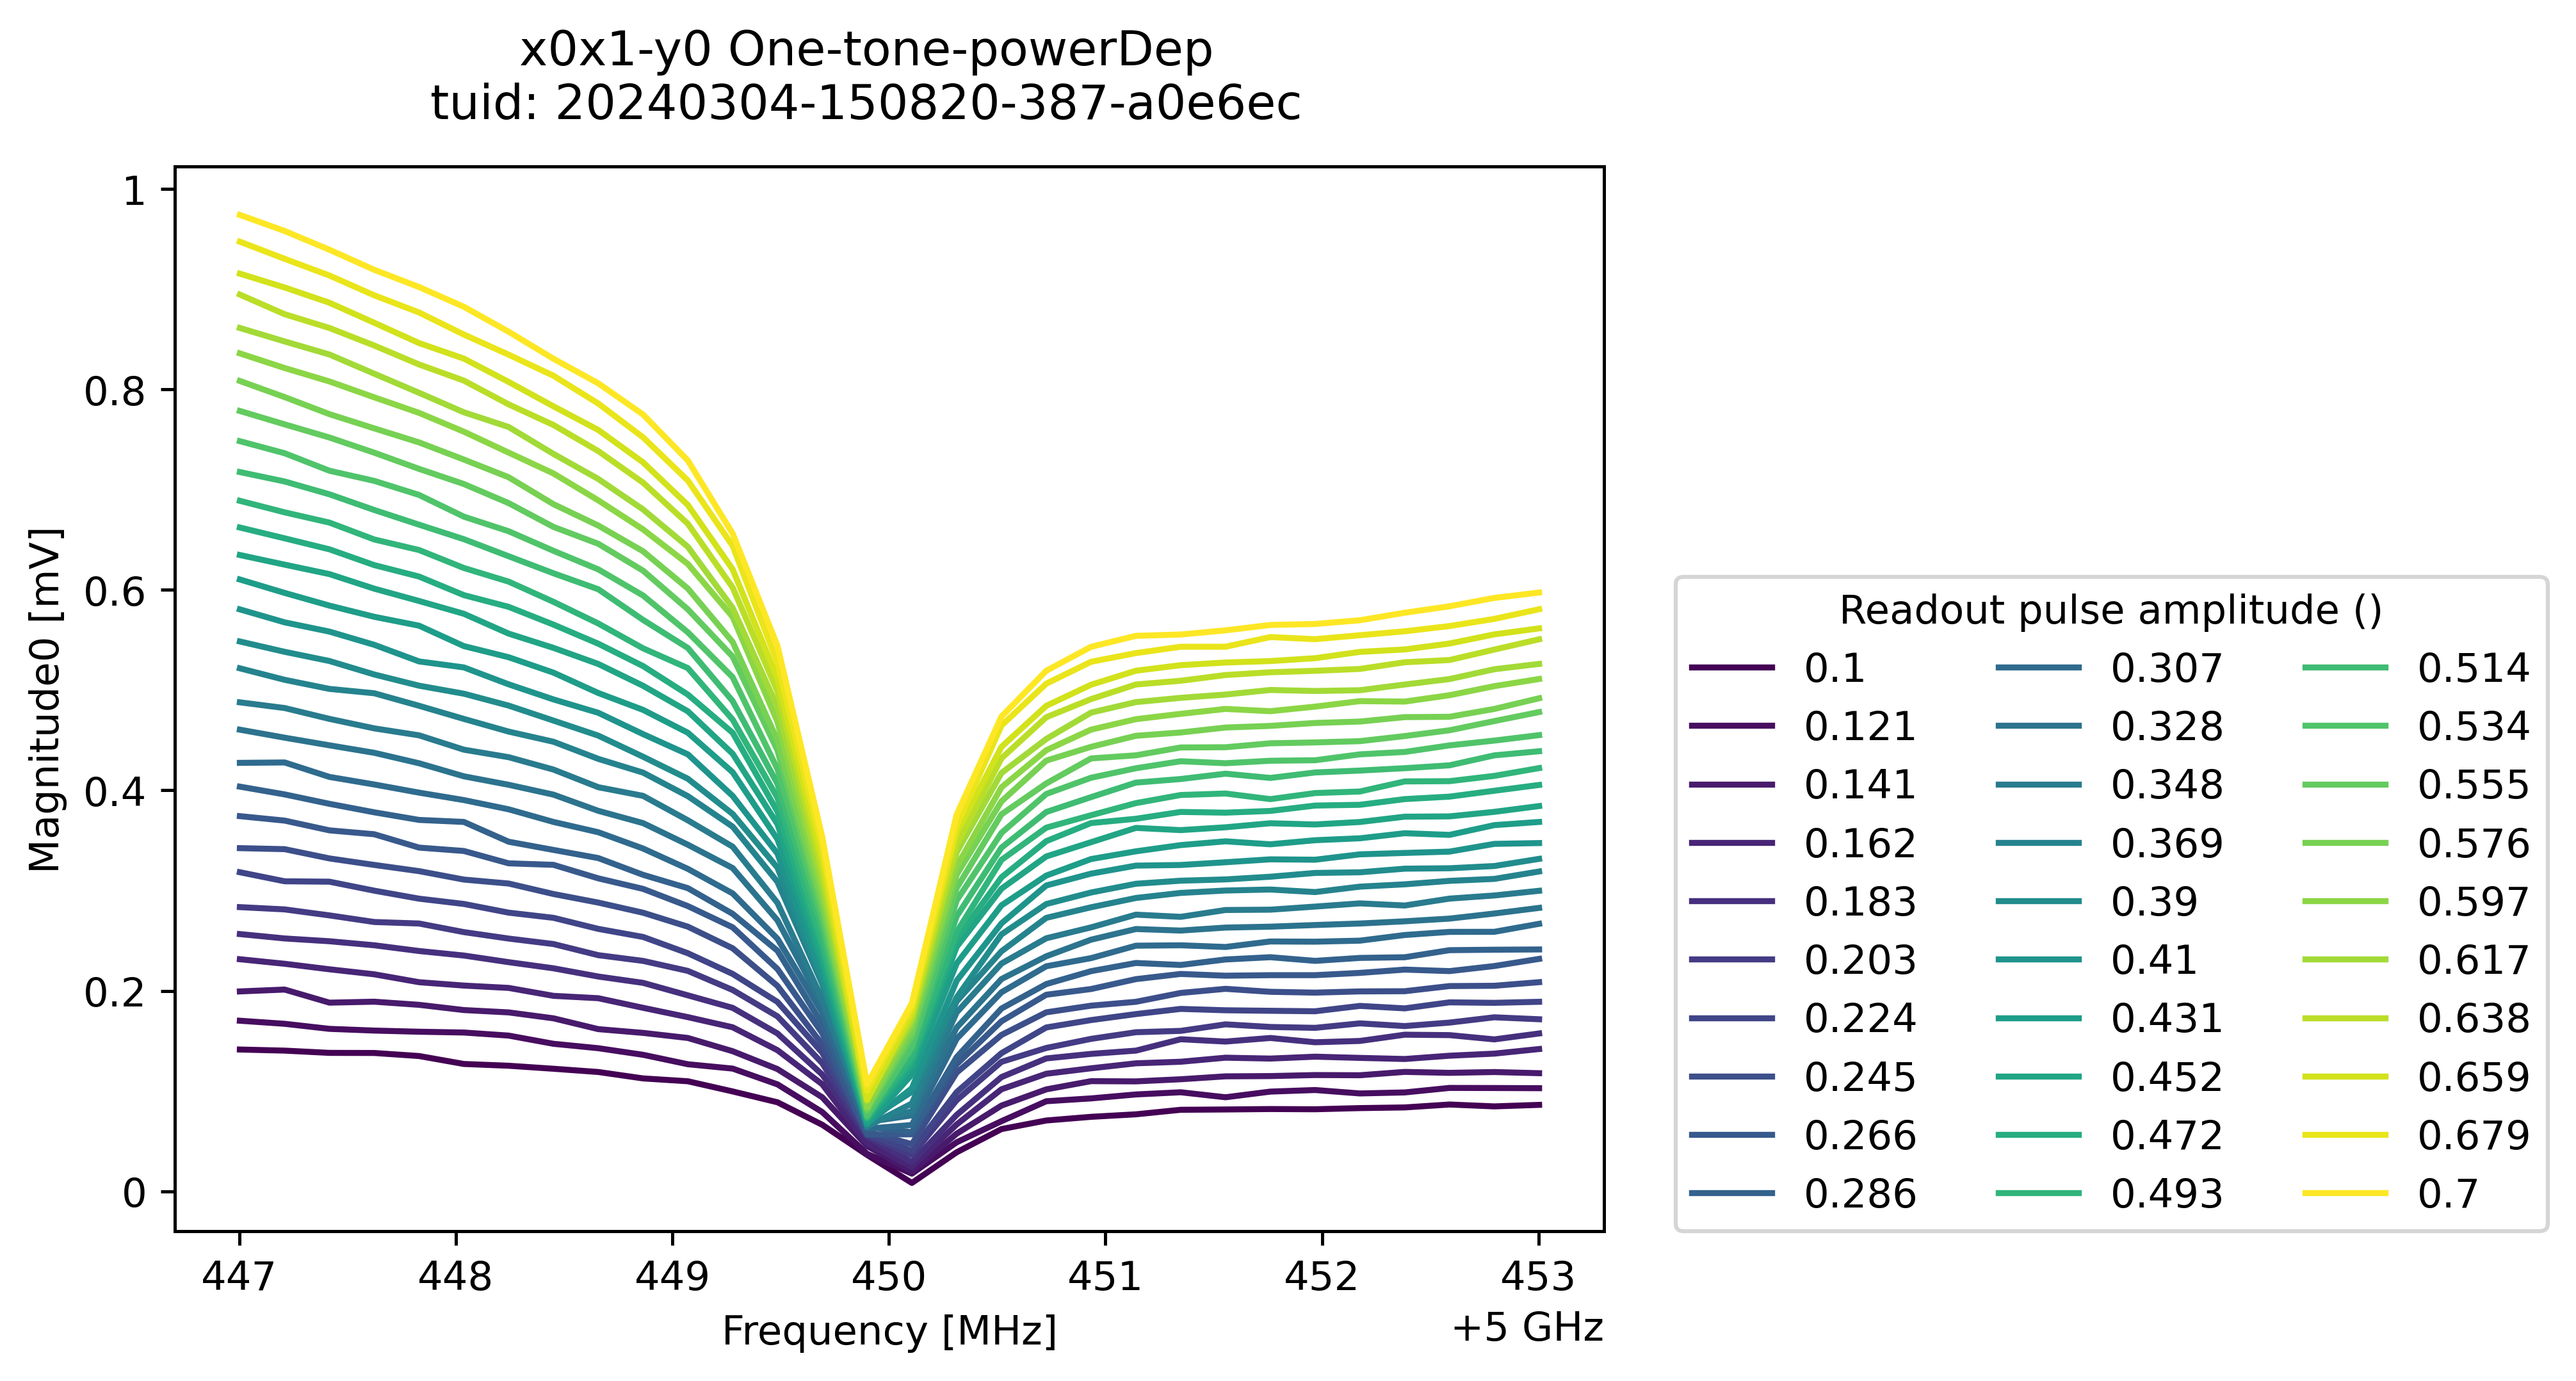 x0x1-y0 One-tone-powerDep
tuid: 20240304-150820-387-a0e6ec
Magnitude0 [mV]
1
0.8
0.6
0.4
0.2
0
447 448 449 450 451 452 453
Frequency [MHz]
+5 GHz
Readout pulse amplitude ()
0.1 0.307 0.514
0.121 0.328 0.534
0.141 0.348 0.555
0.162 0.369 0.576
0.183 0.39 0.597
0.203 0.41 0.617
0.224 0.431 0.638
0.245 0.452 0.659
0.266 0.472 0.679
0.286 0.493 0.7